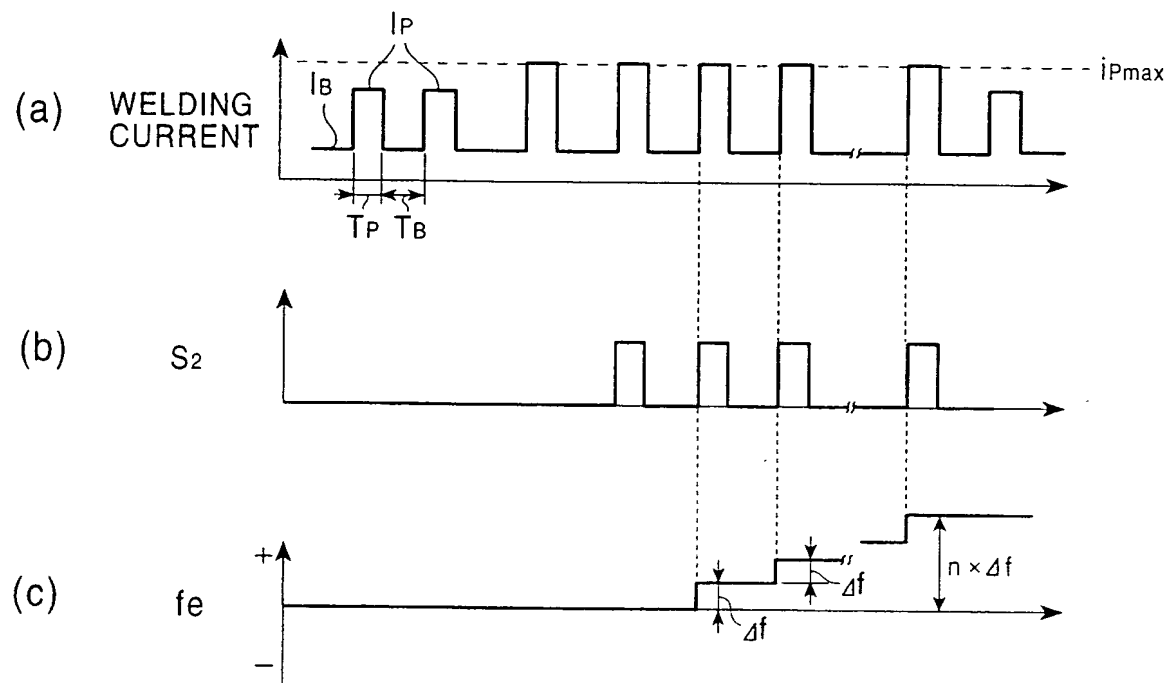 IP
iPmax
IB
(a) WELDING
CURRENT
TP TB
(b) S2
+
n × Δf
Δf
(c) fe
Δf
−